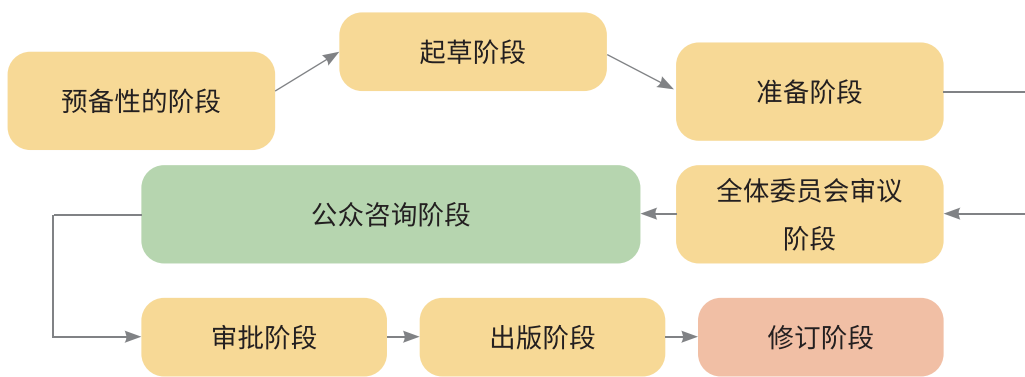 预备性的阶段
起草阶段
准备阶段
全体委员会审议
阶段
公众咨询阶段
审批阶段
出版阶段
修订阶段